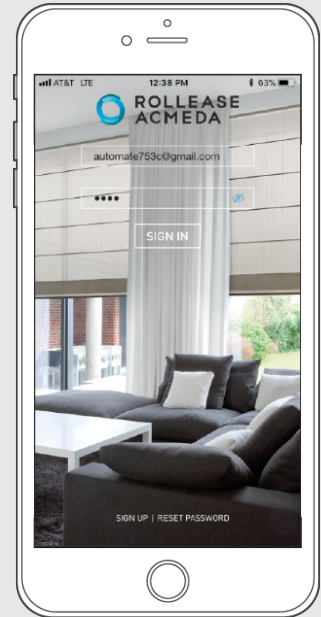 AT&T LTE 12:38 PM 63%
ROLLEASE
ACMEDA
automate753c@gmail.com
••••
SIGN IN
SIGN UP | RESET PASSWORD